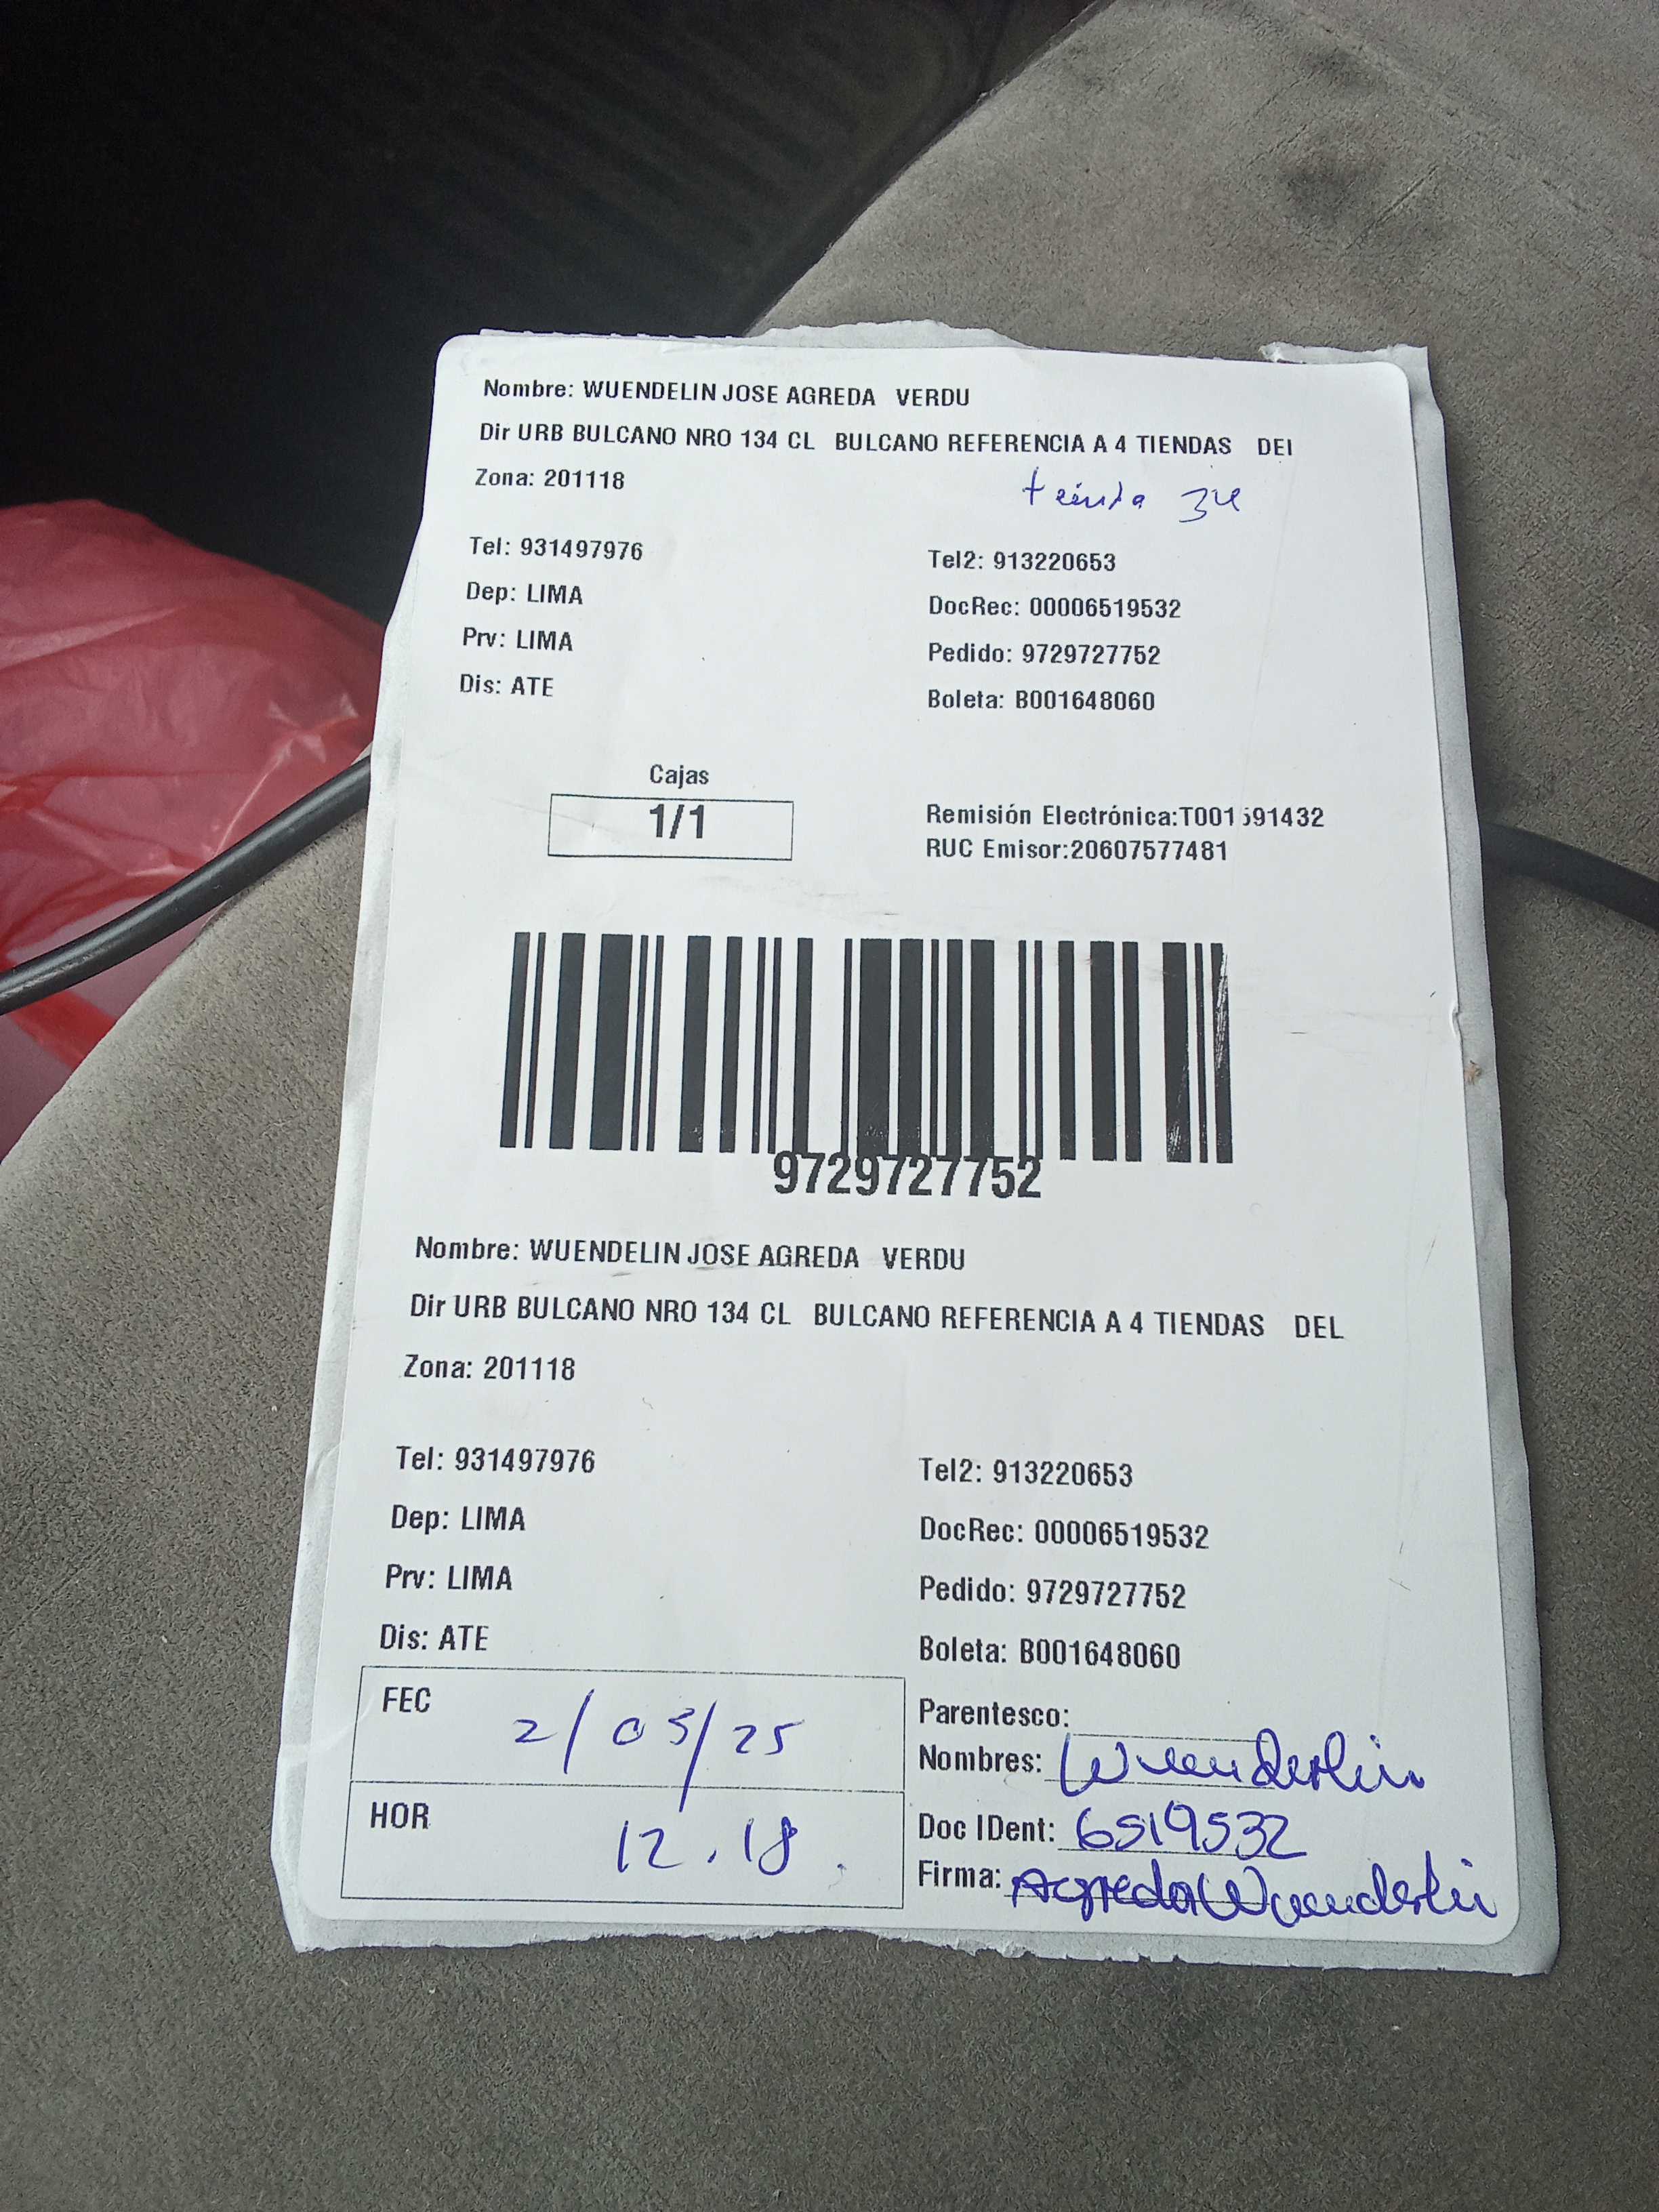 Nombre: WUENDELIN JOSE AGREDA VERDU
Dir URB BULCANO NRO 134 CL BULCANO REFERENCIA A 4 TIENDAS DEI
Zona: 201118
tienda 34
Tel: 931497976 Tel2: 913220653
Dep: LIMA DocRec: 00006519532
Prv: LIMA Pedido: 9729727752
Dis: ATE Boleta: B001648060
Cajas
1/1
Remisión Electrónica:T001591432
RUC Emisor:20607577481
9729727752
Nombre: WUENDELIN JOSE AGREDA VERDU
Dir URB BULCANO NRO 134 CL BULCANO REFERENCIA A 4 TIENDAS DEL
Zona: 201118
Tel: 931497976 Tel2: 913220653
Dep: LIMA DocRec: 00006519532
Prv: LIMA Pedido: 9729727752
Dis: ATE Boleta: B001648060
FEC 2/03/25
HOR 12.18
Parentesco:
Nombres: Wuenderlin
Doc IDent: 6519532
Firma: Agreda Wuenderlin